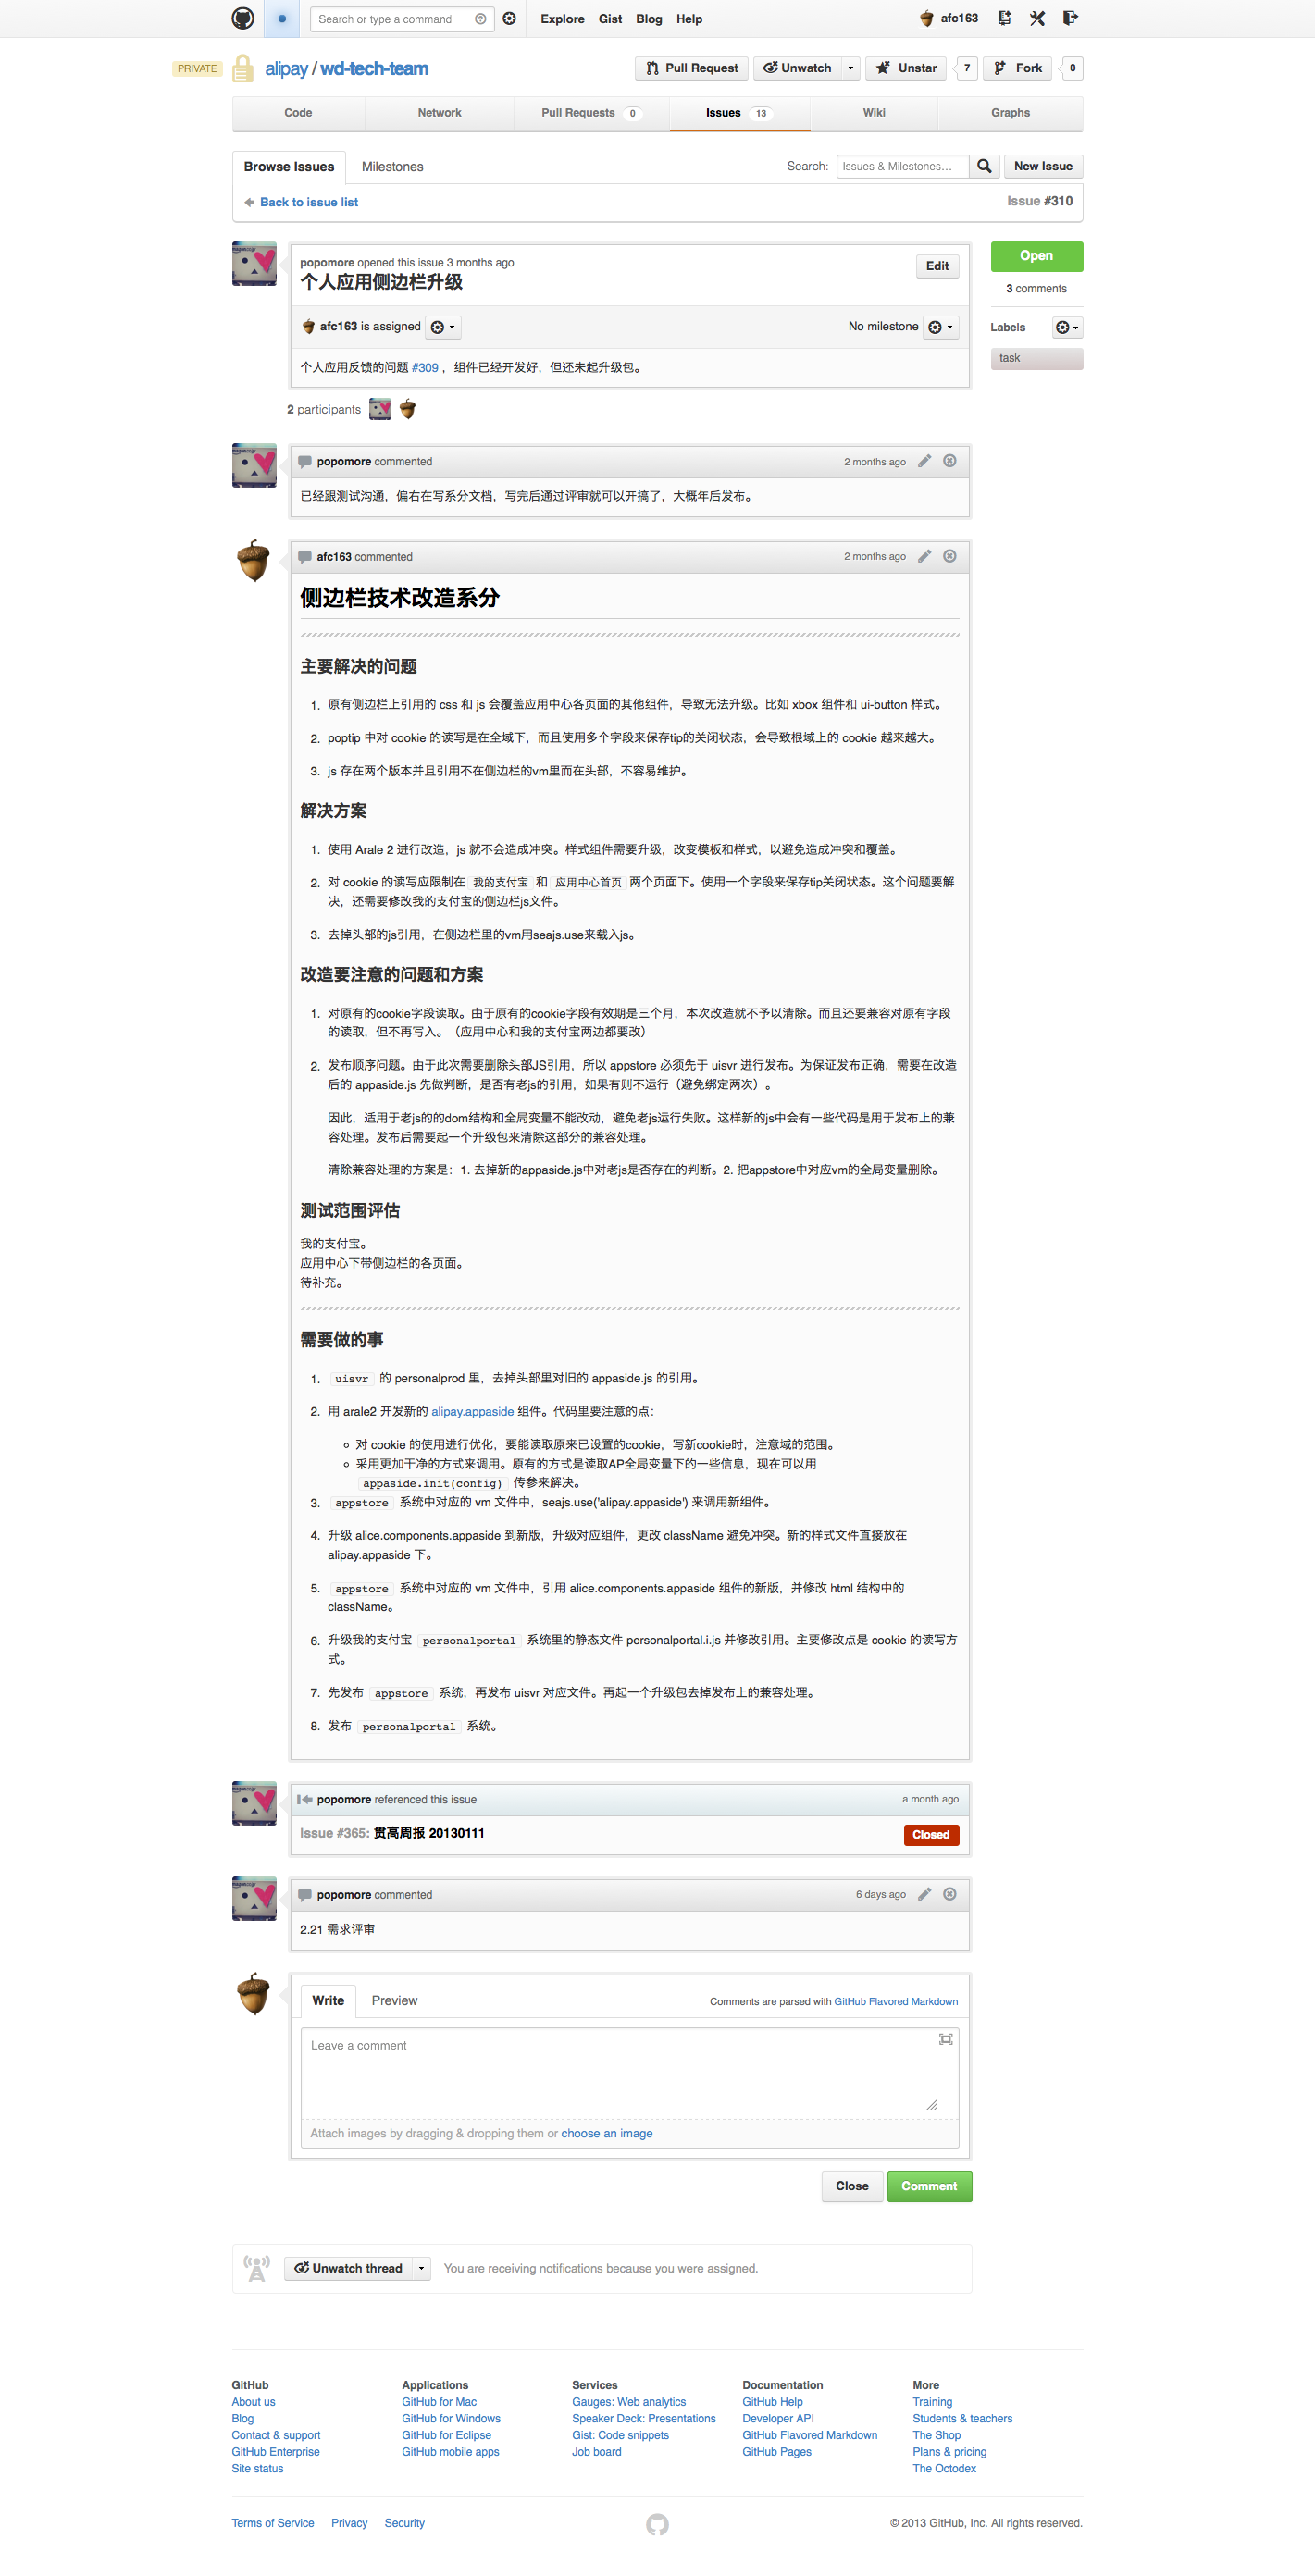 Search or type a command
Explore Gist Blog Help
afc163
PRIVATE
alipay / wd-tech-team
Pull Request
Unwatch
Unstar
7
Fork
0
Code
Network
Pull Requests 0
Issues 13
Wiki
Graphs
Browse Issues
Milestones
Search:
Issues & Milestones...
New Issue
Back to issue list
Issue #310
popomore opened this issue 3 months ago
个人应用侧边栏升级
Edit
Open
3 comments
afc163 is assigned
No milestone
Labels
task
个人应用反馈的问题 #309 ，组件已经开发好，但还未起升级包。
2 participants
popomore commented
2 months ago
已经跟测试沟通，偏右在写系分文档，写完后通过评审就可以开搞了，大概年后发布。
afc163 commented
2 months ago
侧边栏技术改造系分
主要解决的问题
1. 原有侧边栏上引用的 css 和 js 会覆盖应用中心各页面的其他组件，导致无法升级。比如 xbox 组件和 ui-button 样式。
2. poptip 中对 cookie 的读写是在全域下，而且使用多个字段来保存tip的关闭状态，会导致根域上的 cookie 越来越大。
3. js 存在两个版本并且引用不在侧边栏的vm里而在头部，不容易维护。
解决方案
1. 使用 Arale 2 进行改造，js 就不会造成冲突。样式组件需要升级，改变模板和样式，以避免造成冲突和覆盖。
2. 对 cookie 的读写应限制在 我的支付宝 和 应用中心首页 两个页面下。使用一个字段来保存tip关闭状态。这个问题要解
决，还需要修改我的支付宝的侧边栏js文件。
3. 去掉头部的js引用，在侧边栏里的vm用seajs.use来载入js。
改造要注意的问题和方案
1. 对原有的cookie字段读取。由于原有的cookie字段有效期是三个月，本次改造就不予以清除。而且还要兼容对原有字段
的读取，但不再写入。（应用中心和我的支付宝两边都要改）
2. 发布顺序问题。由于此次需要删除头部JS引用，所以 appstore 必须先于 uisvr 进行发布。为保证发布正确，需要在改造
后的 appaside.js 先做判断，是否有老js的引用，如果有则不运行（避免绑定两次）。
因此，适用于老js的的dom结构和全局变量不能改动，避免老js运行失败。这样新的js中会有一些代码是用于发布上的兼
容处理。发布后需要起一个升级包来清除这部分的兼容处理。
清除兼容处理的方案是：1. 去掉新的appaside.js中对老js是否存在的判断。2. 把appstore中对应vm的全局变量删除。
测试范围评估
我的支付宝。
应用中心下带侧边栏的各页面。
待补充。
需要做的事
1. uisvr 的 personalprod 里，去掉头部里对旧的 appaside.js 的引用。
2. 用 arale2 开发新的 alipay.appaside 组件。代码里要注意的点：
对 cookie 的使用进行优化，要能读取原来已设置的cookie，写新cookie时，注意域的范围。
采用更加干净的方式来调用。原有的方式是读取AP全局变量下的一些信息，现在可以用
appaside.init(config) 传参来解决。
3. appstore 系统中对应的 vm 文件中，seajs.use('alipay.appaside') 来调用新组件。
4. 升级 alice.components.appaside 到新版，升级对应组件，更改 className 避免冲突。新的样式文件直接放在
alipay.appaside 下。
5. appstore 系统中对应的 vm 文件中，引用 alice.components.appaside 组件的新版，并修改 html 结构中的
className。
6. 升级我的支付宝 personalportal 系统里的静态文件 personalportal.i.js 并修改引用。主要修改点是 cookie 的读写方
式。
7. 先发布 appstore 系统，再发布 uisvr 对应文件。再起一个升级包去掉发布上的兼容处理。
8. 发布 personalportal 系统。
popomore referenced this issue
a month ago
Issue #365: 贯高周报 20130111
Closed
popomore commented
6 days ago
2.21 需求评审
Write
Preview
Comments are parsed with GitHub Flavored Markdown
Leave a comment
Attach images by dragging & dropping them or choose an image
Close
Comment
Unwatch thread
You are receiving notifications because you were assigned.
GitHub
About us
Blog
Contact & support
GitHub Enterprise
Site status
Applications
GitHub for Mac
GitHub for Windows
GitHub for Eclipse
GitHub mobile apps
Services
Gauges: Web analytics
Speaker Deck: Presentations
Gist: Code snippets
Job board
Documentation
GitHub Help
Developer API
GitHub Flavored Markdown
GitHub Pages
More
Training
Students & teachers
The Shop
Plans & pricing
The Octodex
Terms of Service Privacy Security
© 2013 GitHub, Inc. All rights reserved.